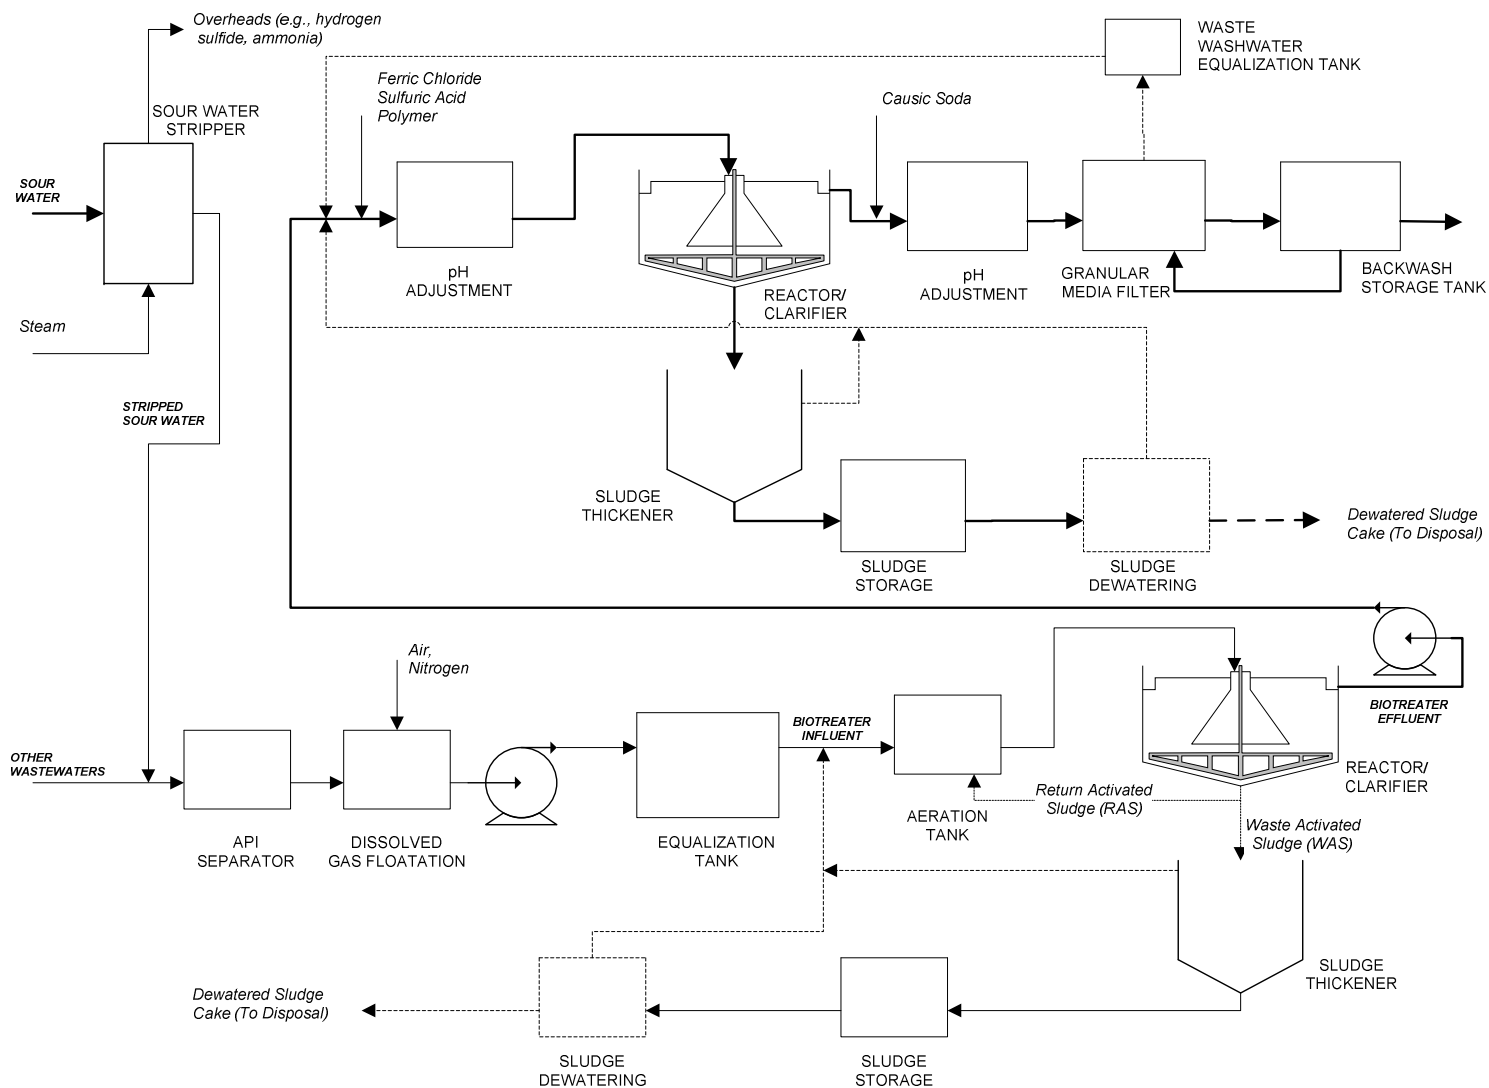 Overheads (e.g., hydrogen
sulfide, ammonia)
WASTE
WASHWATER
EQUALIZATION TANK
Ferric Chloride
Sulfuric Acid
Polymer
Causic Soda
SOUR WATER
STRIPPER
SOUR
WATER
pH
ADJUSTMENT
REACTOR/
CLARIFIER
pH
ADJUSTMENT
GRANULAR
MEDIA FILTER
BACKWASH
STORAGE TANK
Steam
STRIPPED
SOUR WATER
SLUDGE
THICKENER
SLUDGE
STORAGE
SLUDGE
DEWATERING
Dewatered Sludge
Cake (To Disposal)
Air,
Nitrogen
OTHER
WASTEWATERS
BIOTREATER
INFLUENT
BIOTREATER
EFFLUENT
API
SEPARATOR
DISSOLVED
GAS FLOATATION
EQUALIZATION
TANK
AERATION
TANK
Return Activated
Sludge (RAS)
REACTOR/
CLARIFIER
Waste Activated
Sludge (WAS)
SLUDGE
THICKENER
Dewatered Sludge
Cake (To Disposal)
SLUDGE
DEWATERING
SLUDGE
STORAGE